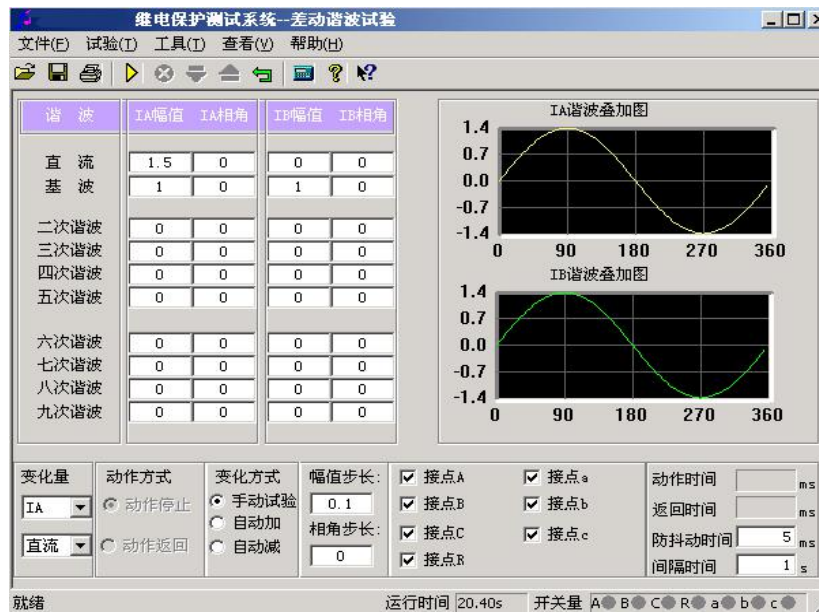 继电保护测试系统--差动谐波试验
文件(F) 试验(T) 工具(T) 查看(V) 帮助(H)
谐 波 IA幅值 IA相角 IB幅值 IB相角
直 流 1.5 0 0 0
基 波 1 0 1 0
二次谐波 0 0 0 0
三次谐波 0 0 0 0
四次谐波 0 0 0 0
五次谐波 0 0 0 0
六次谐波 0 0 0 0
七次谐波 0 0 0 0
八次谐波 0 0 0 0
九次谐波 0 0 0 0
IA谐波叠加图
1.4
0.7
0.0
-0.7
-1.4
0 90 180 270 360
IB谐波叠加图
1.4
0.7
0.0
-0.7
-1.4
0 90 180 270 360
变化量
IA
直流
动作方式
动作停止
动作返回
变化方式
手动试验
自动加
自动减
幅值步长:
0.1
相角步长:
0
接点A 接点a
接点B 接点b
接点C 接点c
接点R
动作时间 ms
返回时间 ms
防抖动时间 5 ms
间隔时间 1 s
就绪 运行时间 20.40s 开关量 A B C R a b c